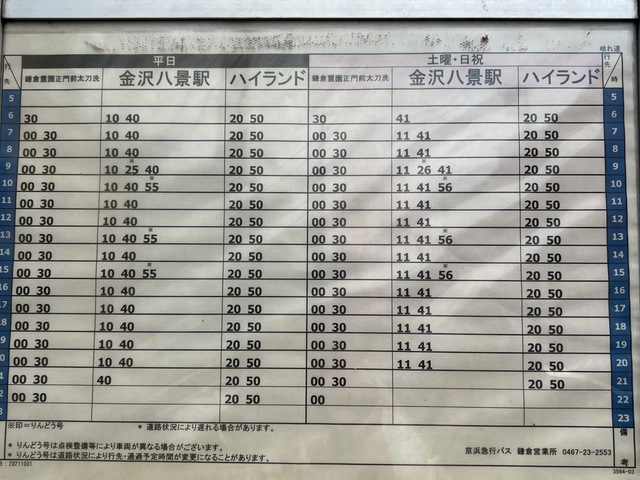 岐れ道
行先 平日 土曜・日祝 行先
鎌倉霊園正門前太刀洗 金沢八景駅 ハイランド 鎌倉霊園正門前太刀洗 金沢八景駅 ハイランド 時
5 5
6 30 10 40 20 50 30 41 20 50 6
7 00 30 10 40 20 50 00 30 11 41 20 50 7
8 00 30 10 40 20 50 00 30 11 41 20 50 8
9 00 30 10 ※25 40 20 50 00 30 11 ※26 41 20 50 9
10 00 30 10 40 ※55 20 50 00 30 11 41 ※56 20 50 10
11 00 30 10 40 20 50 00 30 11 41 20 50 11
12 00 30 10 40 20 50 00 30 11 41 20 50 12
13 00 30 10 40 ※55 20 50 00 30 11 41 ※56 20 50 13
14 00 30 10 40 20 50 00 30 11 41 20 50 14
15 00 30 10 40 ※55 20 50 00 30 11 41 ※56 20 50 15
16 00 30 10 40 20 50 00 30 11 41 20 50 16
17 00 30 10 40 20 50 00 30 11 41 20 50 17
18 00 30 10 40 20 50 00 30 11 41 20 50 18
9 00 30 10 40 20 50 00 30 11 41 20 50 19
0 00 30 10 40 20 50 00 30 11 41 20 50 20
1 00 30 40 20 50 00 30 20 50 21
2 00 30 20 50 00 22
3 23
※印=りんどう号 * 道路状況により遅れる場合があります。 備考
* りんどう号は点検整備等により車両が異なる場合がございます。
* りんどう号は道路状況により行先・通過予定時間が変更になることがあります。
京浜急行バス 鎌倉営業所 0467-23-2553
20211001 3564-03